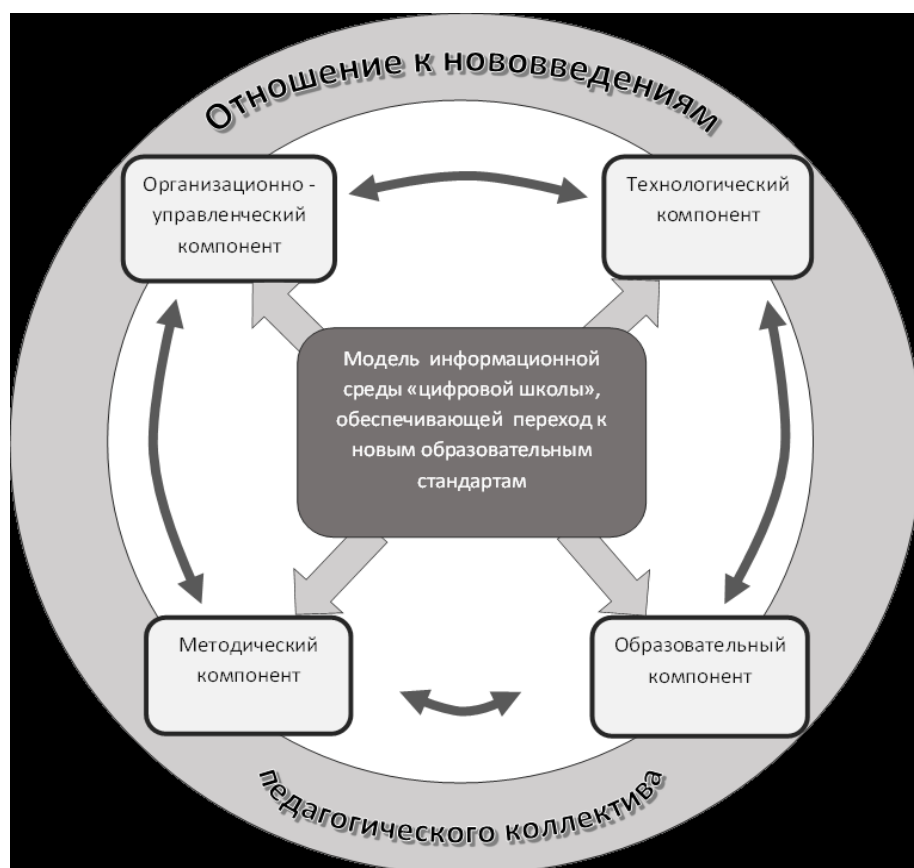 Отношение к нововведениям
Организационно -
управленческий
компонент
Технологический
компонент
Модель информационной
среды «цифровой школы»,
обеспечивающей переход к
новым образовательным
стандартам
Методический
компонент
Образовательный
компонент
педагогического коллектива